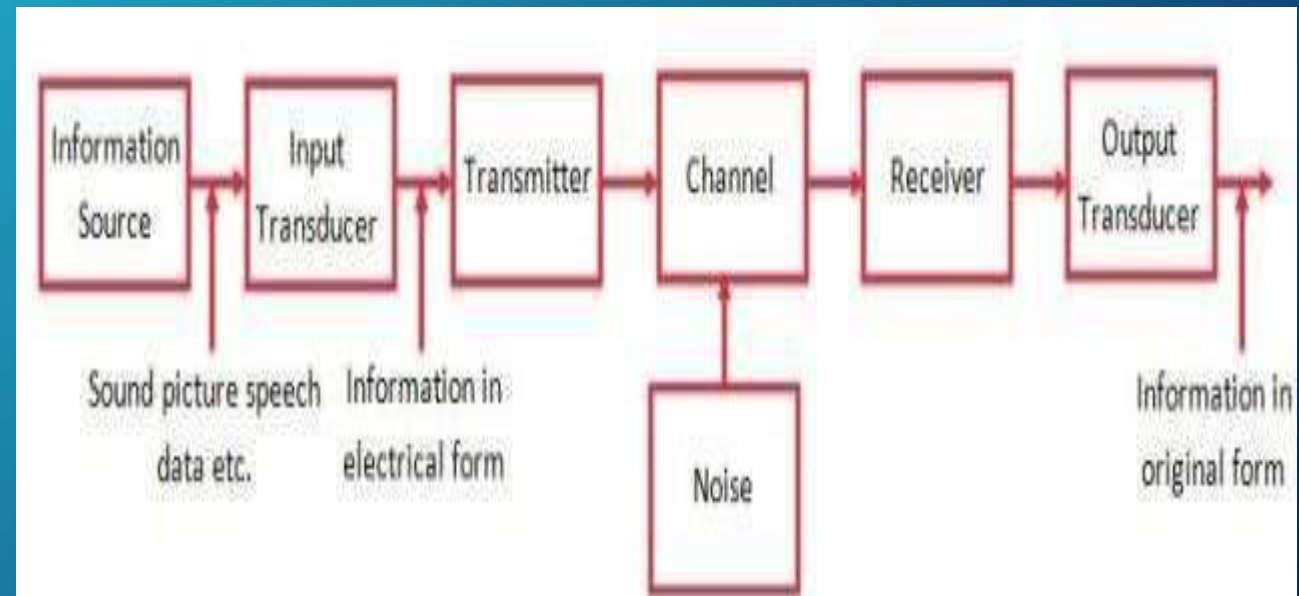 Information
Source
Input
Transducer
Transmitter
Channel
Receiver
Output
Transducer
Sound picture speech
data etc.
Information in
electrical form
Noise
Information in
original form